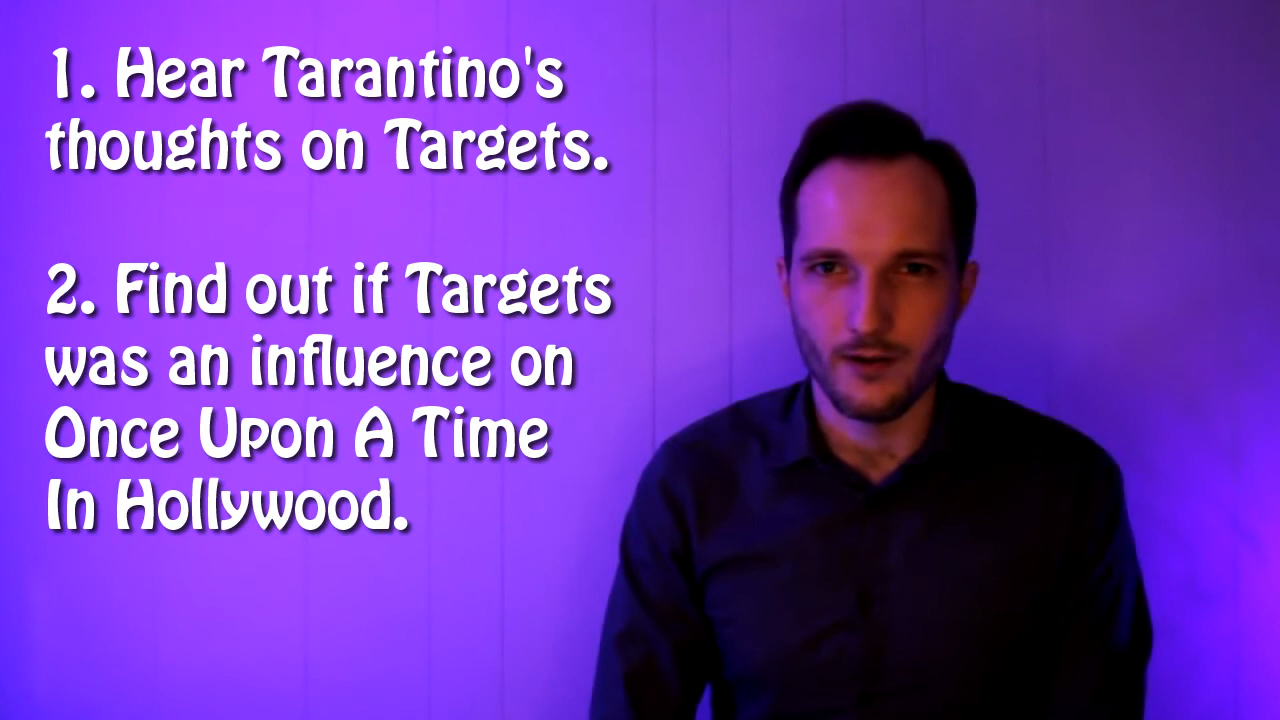 1. Hear Tarantino's
thoughts on Targets.
2. Find out if Targets
was an influence on
Once Upon A Time
In Hollywood.